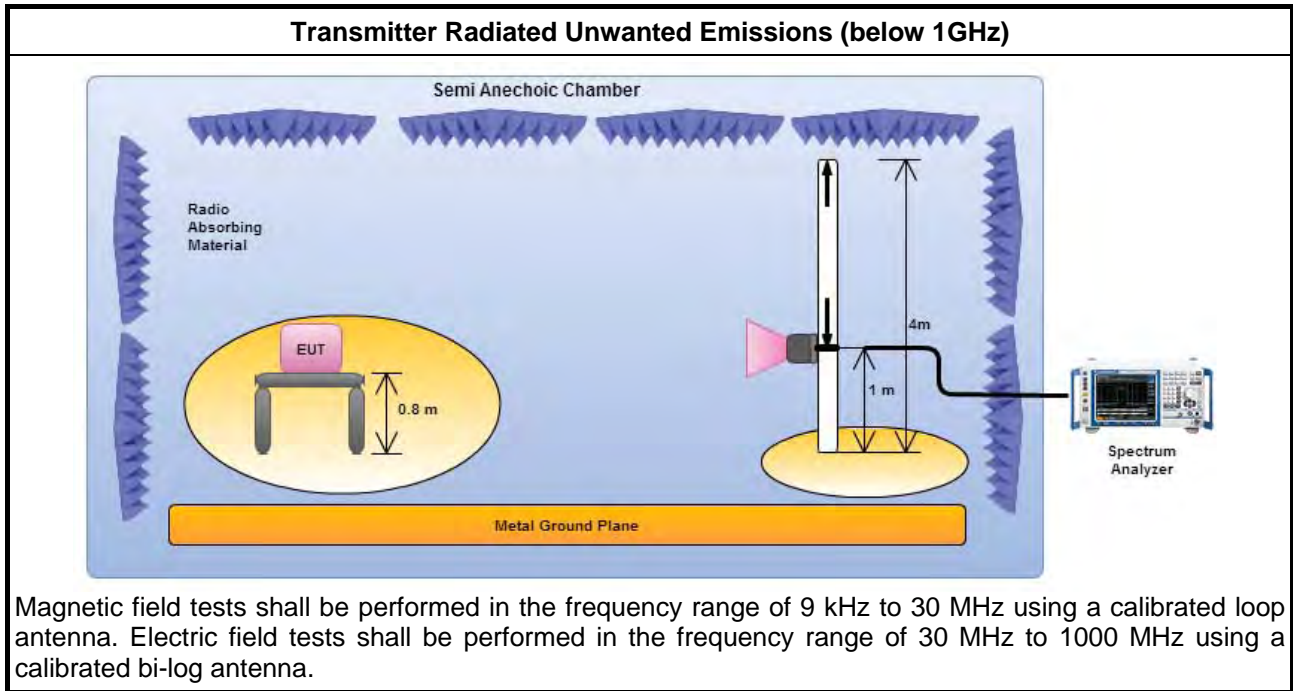 Transmitter Radiated Unwanted Emissions (below 1GHz)
Semi Anechoic Chamber
Radio
Absorbing
Material
EUT
0.8 m
4m
1 m
Spectrum
Analyzer
Metal Ground Plane
Magnetic field tests shall be performed in the frequency range of 9 kHz to 30 MHz using a calibrated loop
antenna. Electric field tests shall be performed in the frequency range of 30 MHz to 1000 MHz using a
calibrated bi-log antenna.